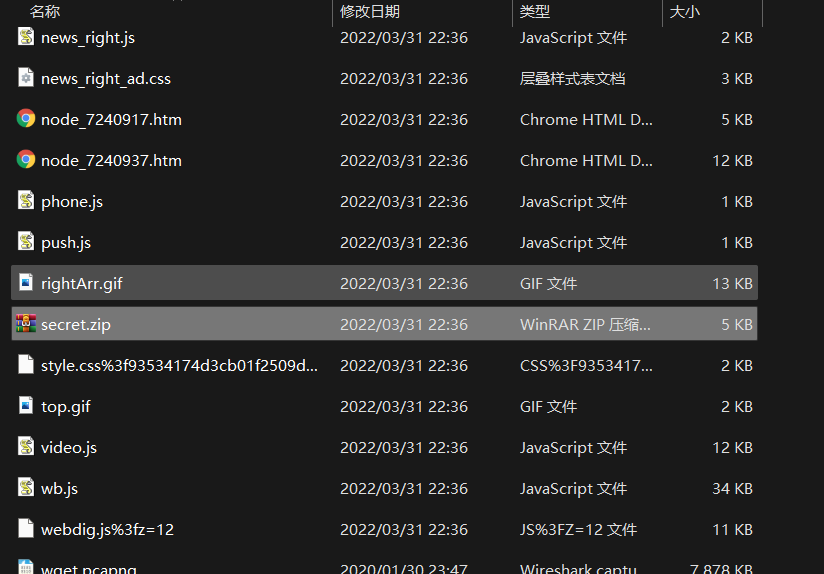 名称 修改日期 类型 大小
news_right.js 2022/03/31 22:36 JavaScript 文件 2 KB
news_right_ad.css 2022/03/31 22:36 层叠样式表文档 3 KB
node_7240917.htm 2022/03/31 22:36 Chrome HTML D... 5 KB
node_7240937.htm 2022/03/31 22:36 Chrome HTML D... 12 KB
phone.js 2022/03/31 22:36 JavaScript 文件 1 KB
push.js 2022/03/31 22:36 JavaScript 文件 1 KB
rightArr.gif 2022/03/31 22:36 GIF 文件 13 KB
secret.zip 2022/03/31 22:36 WinRAR ZIP 压缩... 5 KB
style.css%3f93534174d3cb01f2509d... 2022/03/31 22:36 CSS%3F9353417... 2 KB
top.gif 2022/03/31 22:36 GIF 文件 2 KB
video.js 2022/03/31 22:36 JavaScript 文件 12 KB
wb.js 2022/03/31 22:36 JavaScript 文件 34 KB
webdig.js%3fz=12 2022/03/31 22:36 JS%3FZ=12 文件 11 KB
wget.pcapng 2020/01/30 23:47 Wireshark captu... 7,878 KB